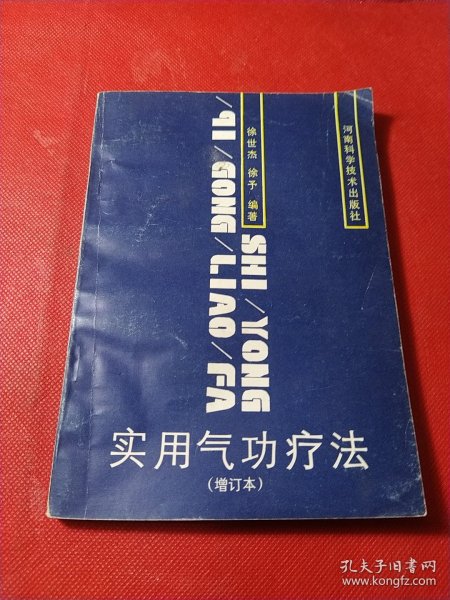 河南科学技术出版社
徐世杰 徐予 编著
SHI/YONG
/QI/GONG/LIAO/FA
实用气功疗法
(增订本)
孔夫子旧书网
www.kongfz.com